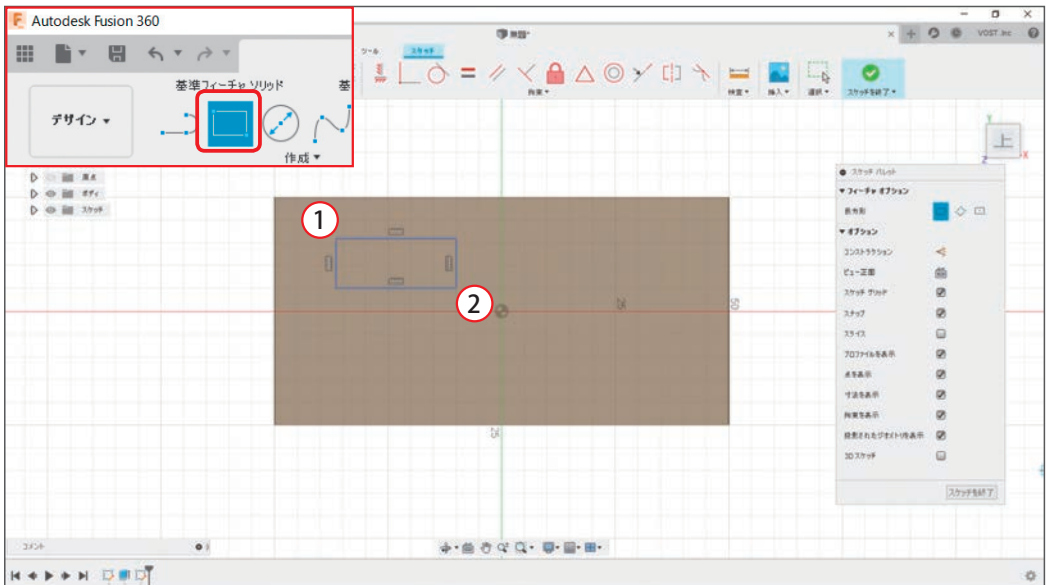 Autodesk Fusion 360
無題*
VOST Inc
基準フィーチャ ソリッド
基
ツール
スケッチ
デザイン
作成
拘束
検査
挿入
選択
スケッチを終了
上
X
Y
Z
原点
ボディ
スケッチ
1
2
25
50
25
スケッチ パレット
フィーチャ オプション
長方形
オプション
コンストラクション
ビュー正面
スケッチ グリッド
スナップ
スライス
プロファイルを表示
点を表示
寸法を表示
拘束を表示
投影されたジオメトリを表示
3D スケッチ
スケッチを終了
コメント